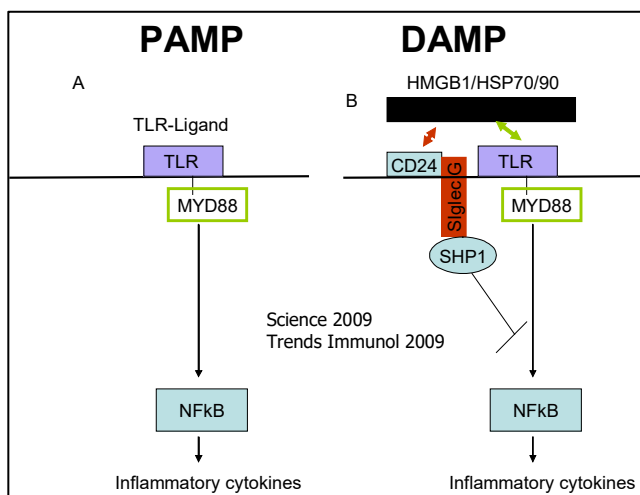 PAMP
DAMP
A
B
HMGB1/HSP70/90
TLR-Ligand
TLR
MYD88
CD24
SIglec G
TLR
MYD88
SHP1
Science 2009
Trends Immunol 2009
NFkB
NFkB
Inflammatory cytokines
Inflammatory cytokines